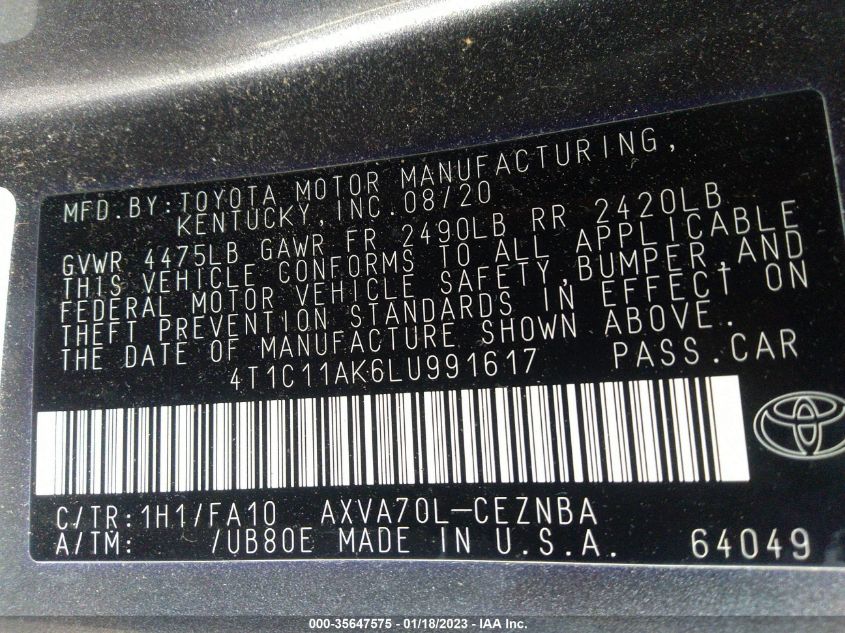 MFD.BY:TOYOTA MOTOR MANUFACTURING,
KENTUCKY,INC.08/20
GVWR 4475LB GAWR FR 2490LB RR 2420LB
THIS VEHICLE CONFORMS TO ALL APPLICABLE
FEDERAL MOTOR VEHICLE SAFETY,BUMPER,AND
THEFT PREVENTION STANDARDS IN EFFECT ON
THE DATE OF MANUFACTURE SHOWN ABOVE.
4T1C11AK6LU991617 PASS.CAR
C/TR:1H1/FA10 AXVA70L-CEZNBA
A/TM: /UB80E MADE IN U.S.A. 64049
000-35647575 — 01/18/2023 — IAA Inc.